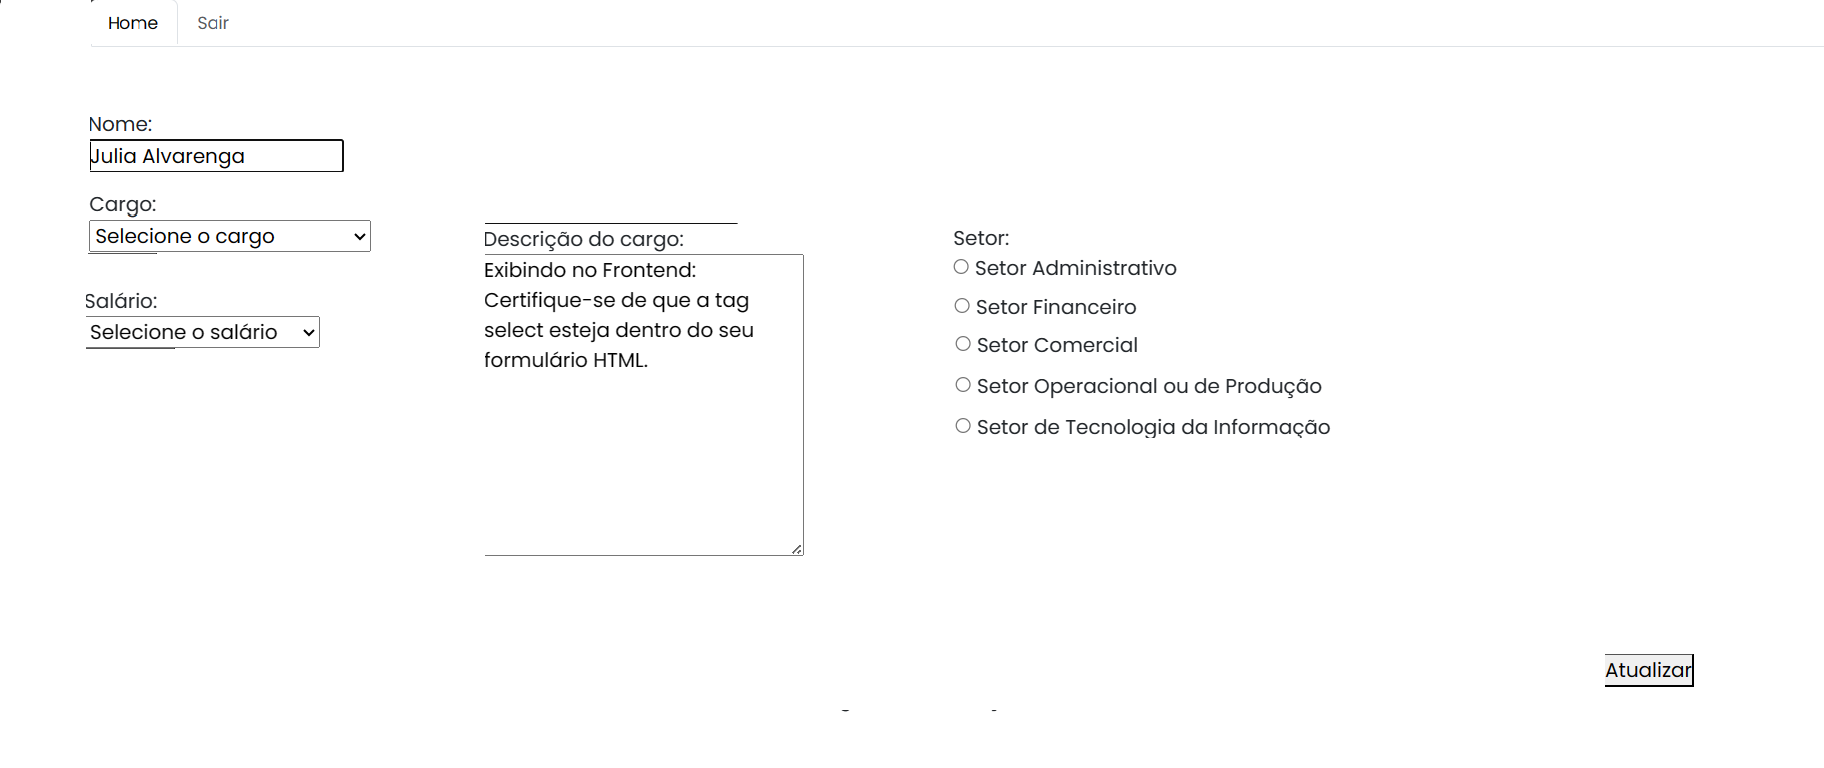 Home
Sair
Nome:
Julia Alvarenga
Cargo:
Selecione o cargo
Salário:
Selecione o salário
Descrição do cargo:
Exibindo no Frontend:
Certifique-se de que a tag
select esteja dentro do seu
formulário HTML.
Setor:
Setor Administrativo
Setor Financeiro
Setor Comercial
Setor Operacional ou de Produção
Setor de Tecnologia da Informação
Atualizar